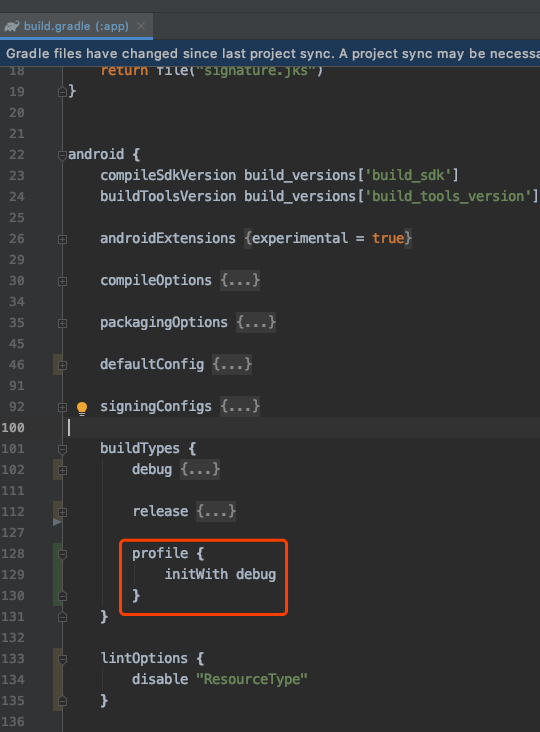 build.gradle (:app)
Gradle files have changed since last project sync. A project sync may be necessa
18 return file("signature.jks")
19 }
20
21
22 android {
23 compileSdkVersion build_versions['build_sdk']
24 buildToolsVersion build_versions['build_tools_version']
25
26 androidExtensions {experimental = true}
29
30 compileOptions {...}
34
35 packagingOptions {...}
45
46 defaultConfig {...}
91
92 signingConfigs {...}
100
101 buildTypes {
102 debug {...}
111
112 release {...}
127
128 profile {
129 initWith debug
130 }
131 }
132
133 lintOptions {
134 disable "ResourceType"
135 }
136